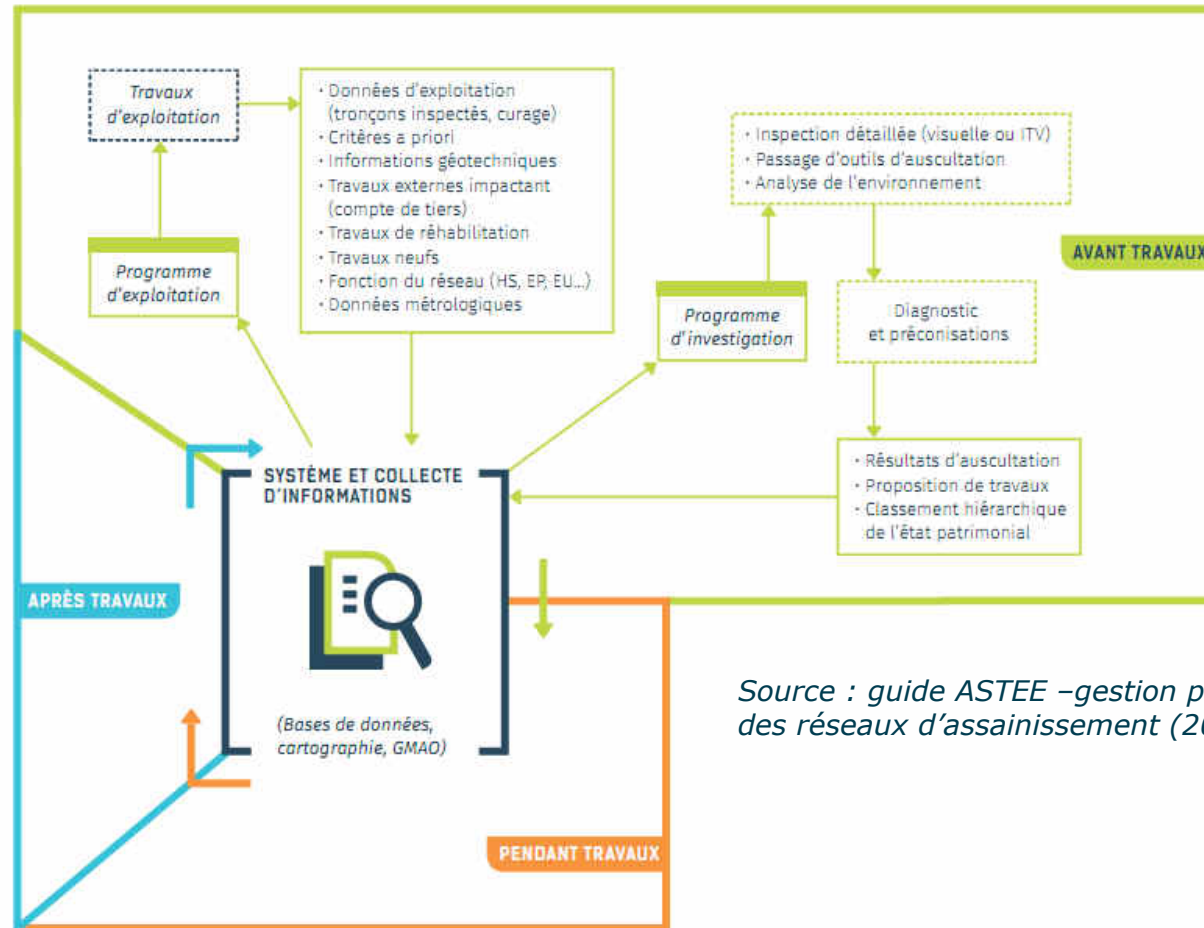 Travaux
d'exploitation
· Données d'exploitation
(tronçons inspectés, curage)
· Critères a priori
· Informations géotechniques
· Travaux externes impactant
(compte de tiers)
· Travaux de réhabilitation
· Travaux neufs
· Fonction du réseau (HS, EP, EU...)
· Données métrologiques
Programme
d'exploitation
· Inspection détaillée (visuelle ou ITV)
· Passage d'outils d'auscultation
· Analyse de l'environnement
AVANT TRAVAUX
Programme
d'investigation
Diagnostic
et préconisations
· Résultats d'auscultation
· Proposition de travaux
· Classement hiérarchique
de l'état patrimonial
SYSTÈME ET COLLECTE
D'INFORMATIONS
(Bases de données,
cartographie, GMAO)
APRÈS TRAVAUX
PENDANT TRAVAUX
Source : guide ASTEE –gestion
des réseaux d'assainissement